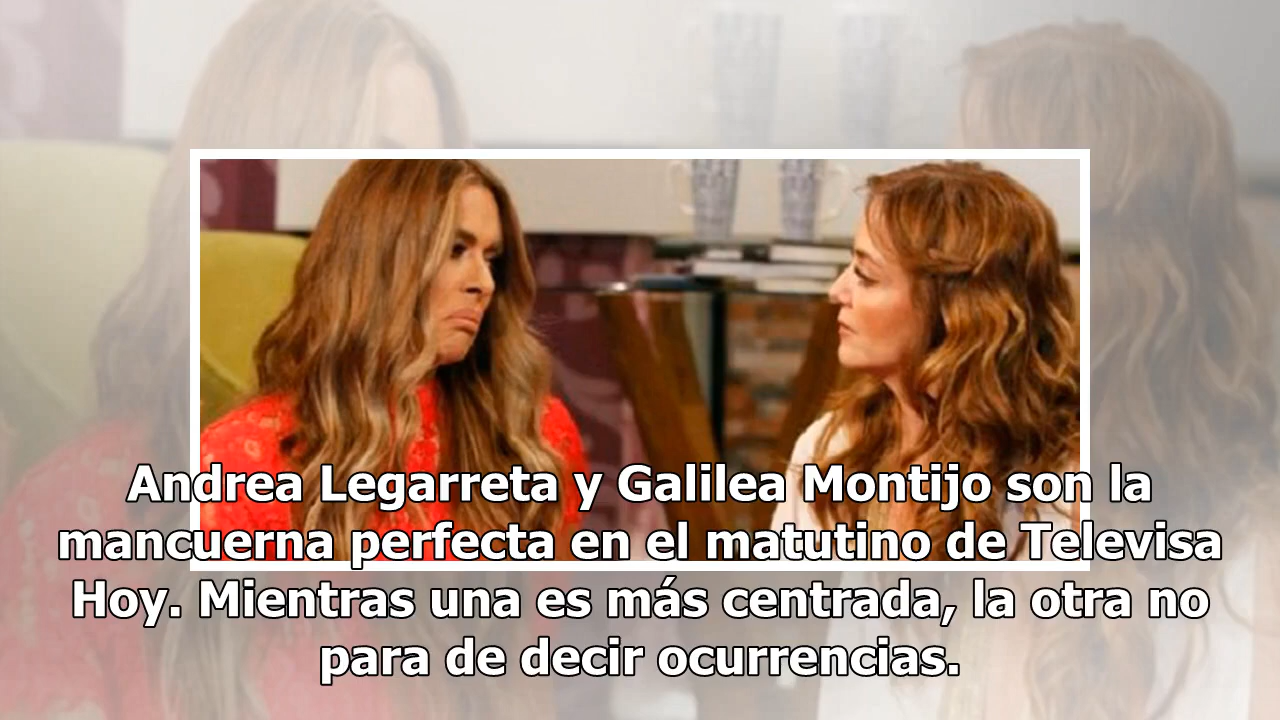 Andrea Legarreta y Galilea Montijo son la
mancuerna perfecta en el matutino de Televisa
Hoy. Mientras una es más centrada, la otra no
para de decir ocurrencias.